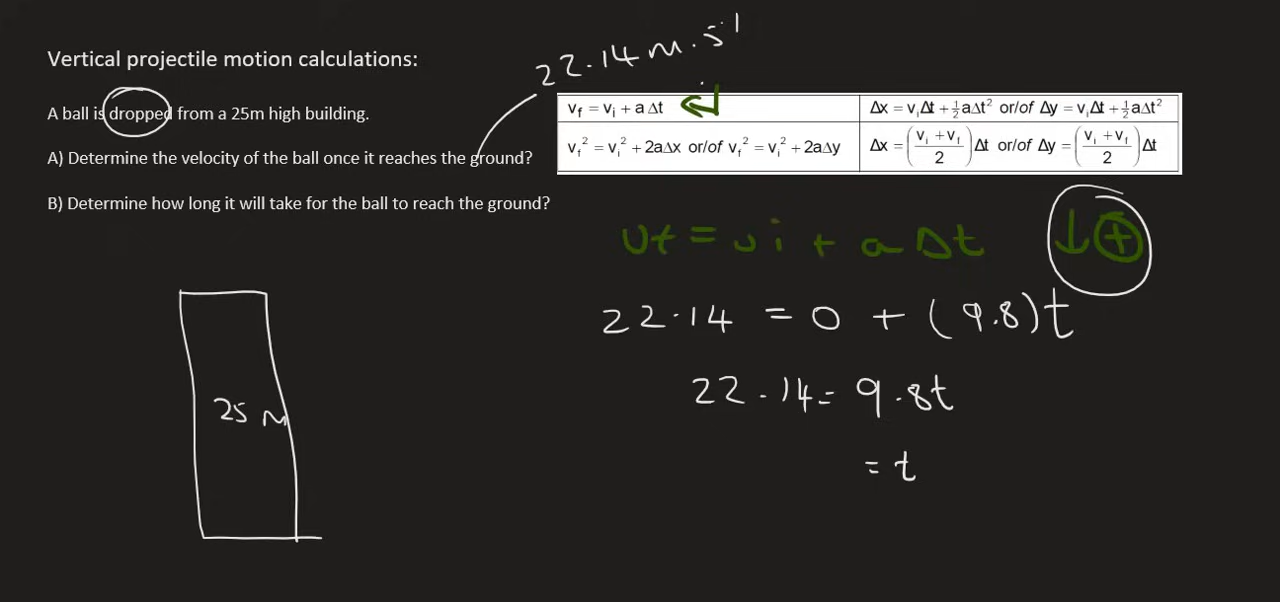 22.14 m.s¹
Vertical projectile motion calculations:
A ball is dropped from a 25m high building.
A) Determine the velocity of the ball once it reaches the ground?
B) Determine how long it will take for the ball to reach the ground?
v_f = v_i + a Δt
Δx = v_iΔt + ½aΔt² or/of Δy = v_iΔt + ½aΔt²
v_f² = v_i² + 2aΔx or/of v_f² = v_i² + 2aΔy
Δx = ((v_i + v_f)/2) Δt or/of Δy = ((v_i + v_f)/2) Δt
vf = vi + a Δt ↓⊕
22.14 = 0 + (9.8)t
22.14 = 9.8t
= t
25 m